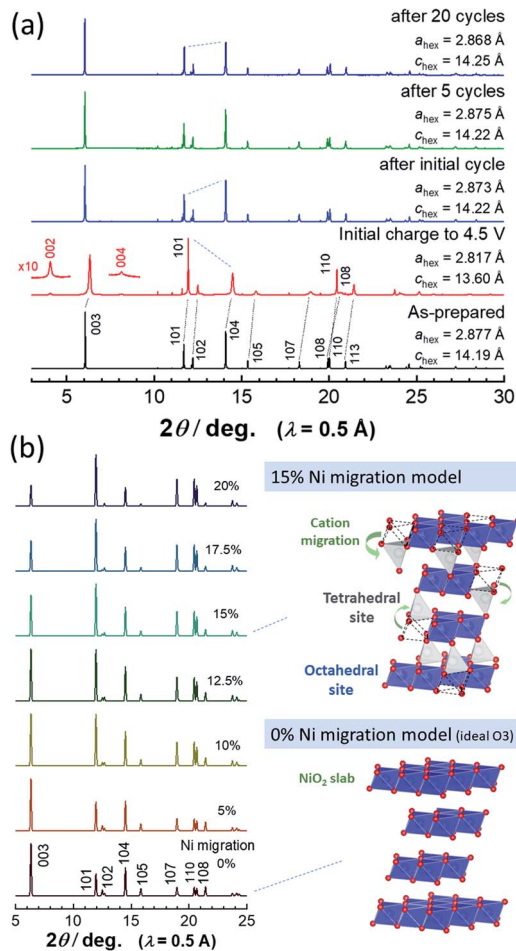 (a)
after 20 cycles
a_hex = 2.868 Å
c_hex = 14.25 Å
after 5 cycles
a_hex = 2.875 Å
c_hex = 14.22 Å
after initial cycle
a_hex = 2.873 Å
c_hex = 14.22 Å
Initial charge to 4.5 V
a_hex = 2.817 Å
c_hex = 13.60 Å
x10
002
004
101
110
108
As-prepared
a_hex = 2.877 Å
c_hex = 14.19 Å
003
101
102
104
105
107
108
110
113
5 10 15 20 25 30
2θ / deg. (λ = 0.5 Å)
(b)
20%
17.5%
15%
12.5%
10%
5%
Ni migration
0%
003
101
102
104
105
107
110
108
5 10 15 20 25
2θ / deg. (λ = 0.5 Å)
15% Ni migration model
Cation
migration
Tetrahedral site
Octahedral
site
0% Ni migration model (ideal O3)
NiO₂ slab